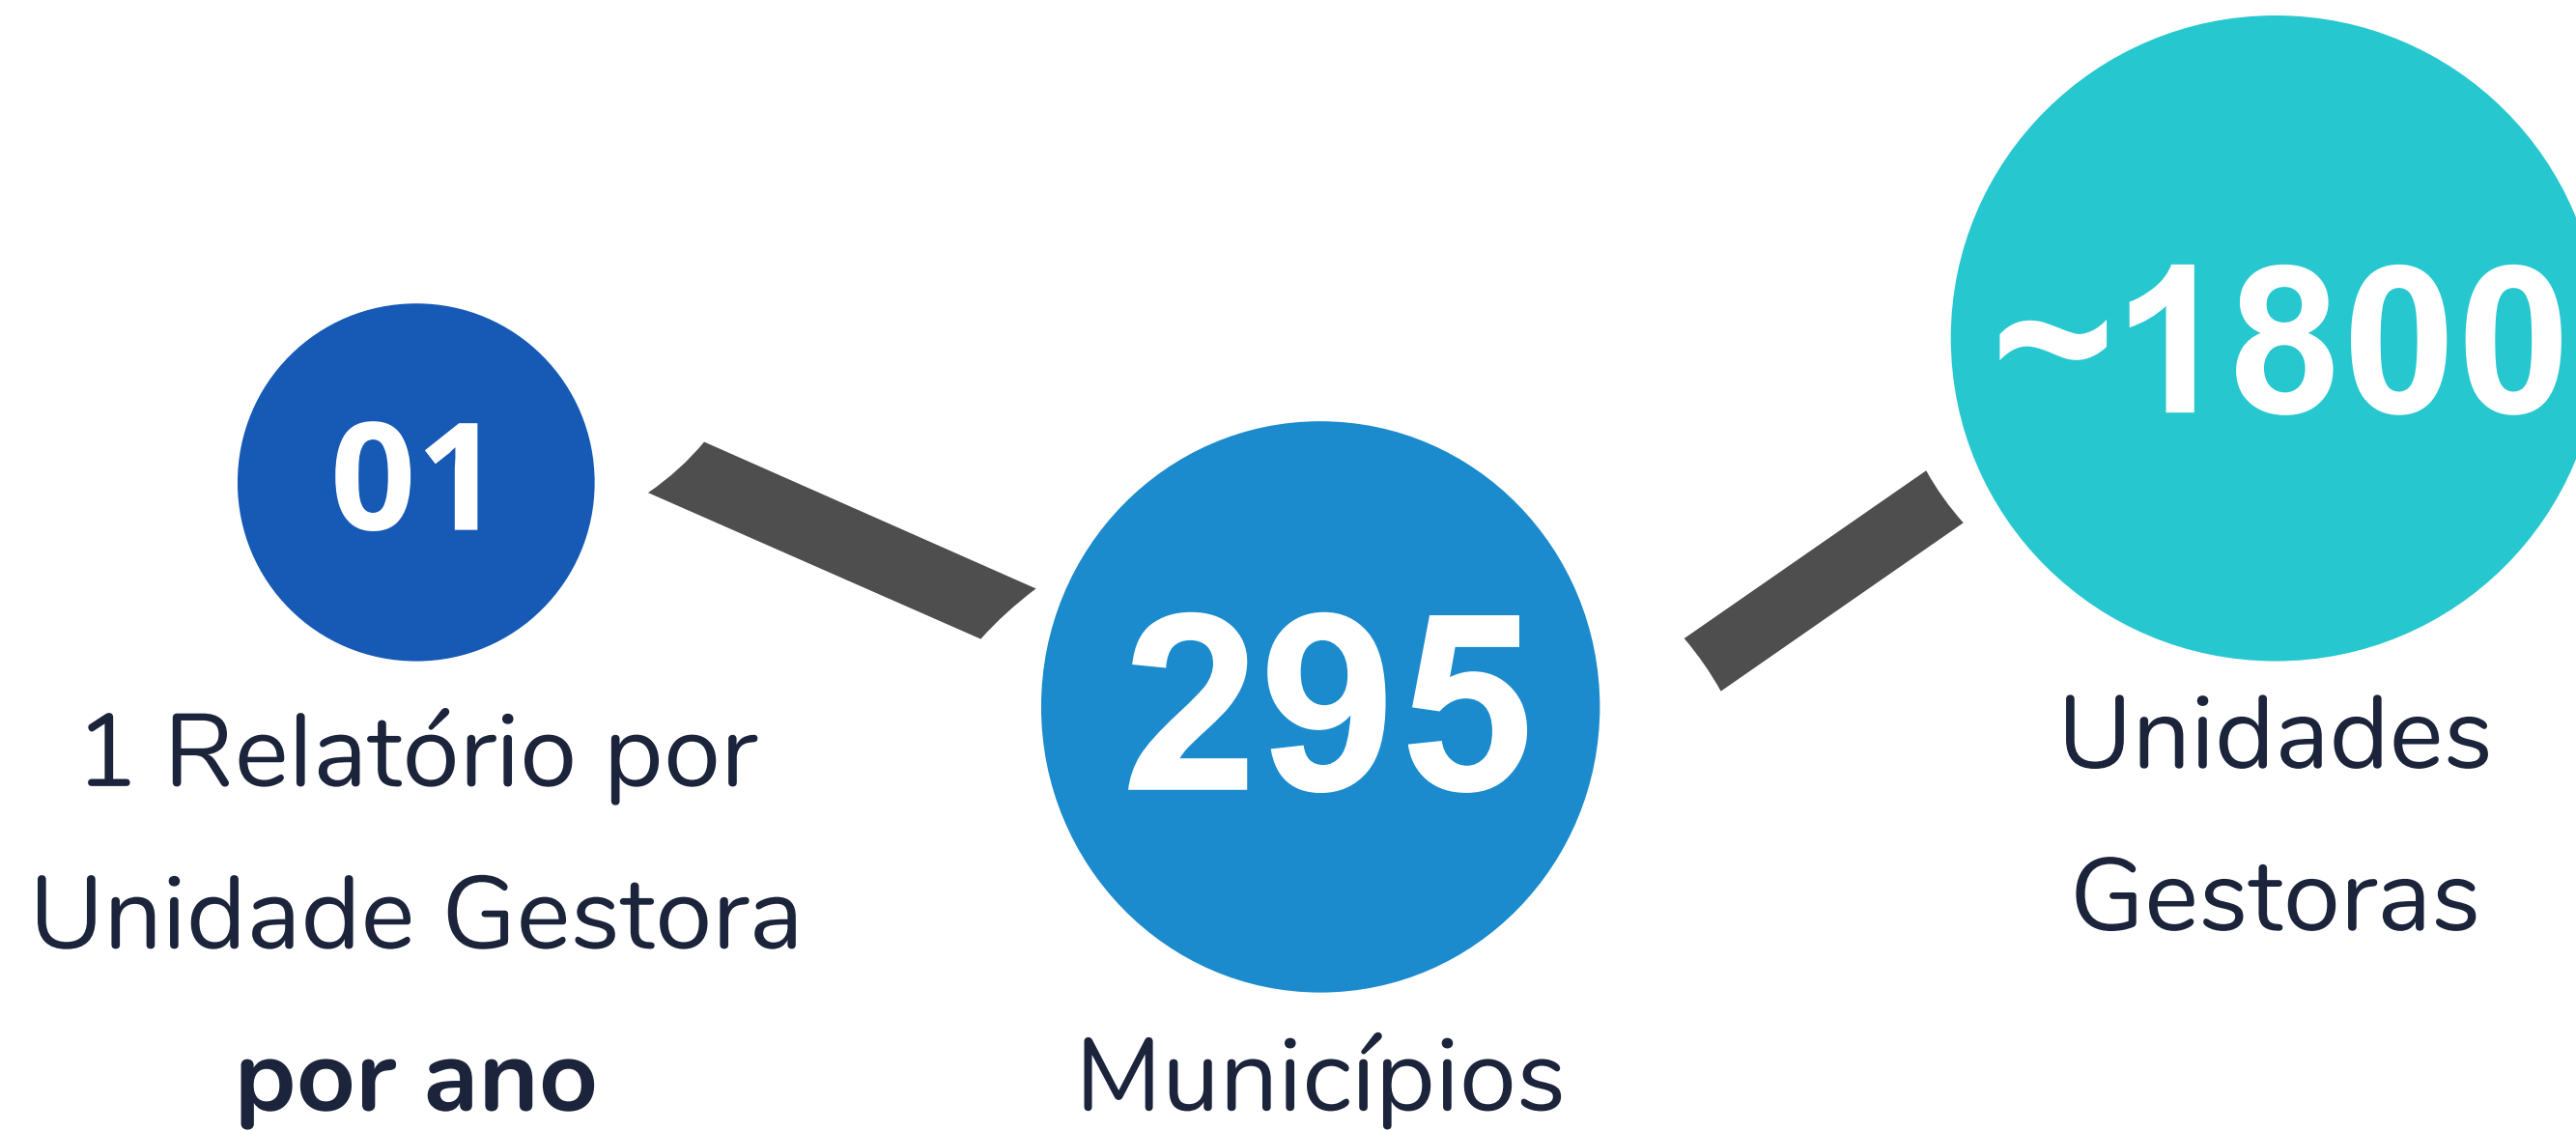 01
1 Relatório por
Unidade Gestora
por ano
295
Municípios
~1800
Unidades
Gestoras